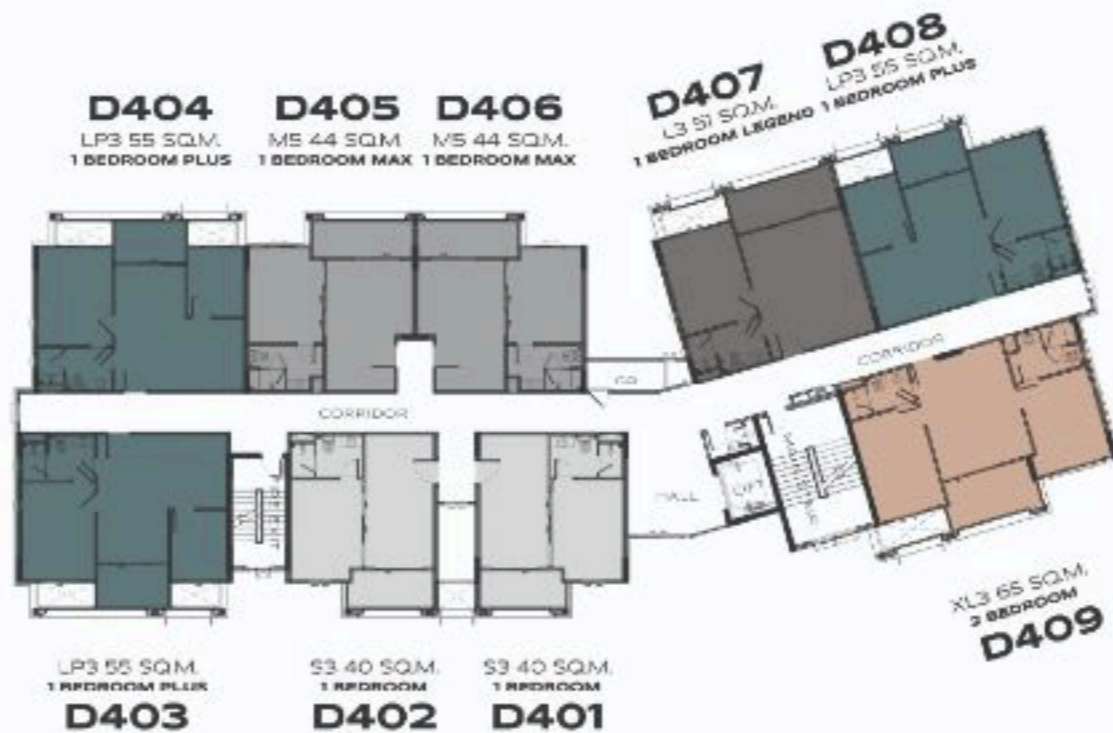 D404
LP3 55 SQ.M.
1 BEDROOM PLUS
D405
M5 44 SQ.M.
1 BEDROOM MAX
D406
M5 44 SQ.M.
1 BEDROOM MAX
D407
L3 51 SQ.M.
1 BEDROOM LEGEND
D408
LP3 55 SQ.M.
1 BEDROOM PLUS
CORRIDOR
CORRIDOR
HALL
LIFT
LP3 55 SQ.M.
1 BEDROOM PLUS
D403
S3 40 SQ.M.
1 BEDROOM
D402
S3 40 SQ.M.
1 BEDROOM
D401
XL3 65 SQ.M.
2 BEDROOM
D409